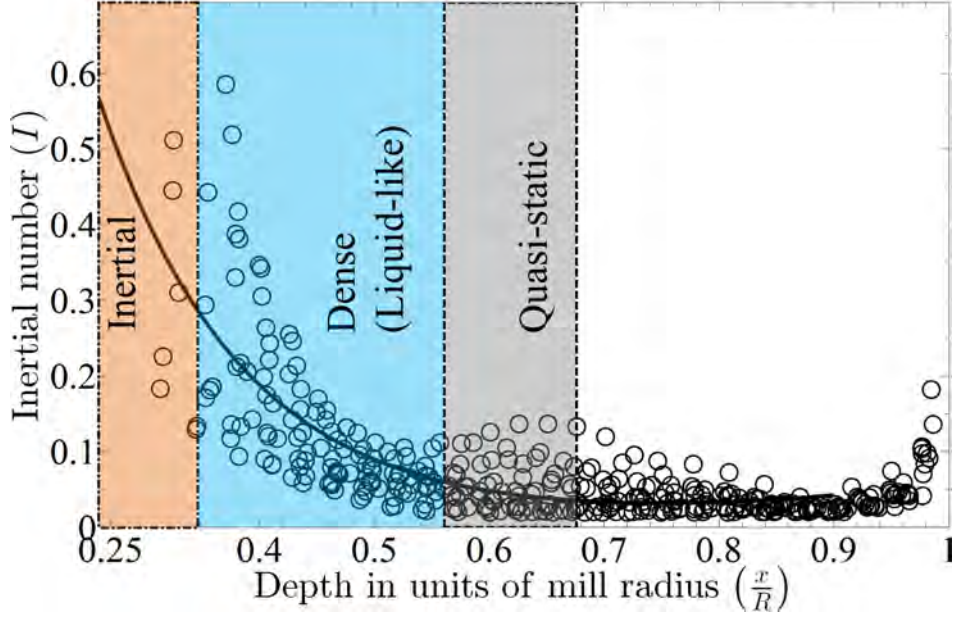 Inertial number (I)
0.6
0.5
0.4
0.3
0.2
0.1
0
Inertial
Dense
(Liquid-like)
Quasi-static
0.25 0.4 0.5 0.6 0.7 0.8 0.9 1
Depth in units of mill radius (x/R)